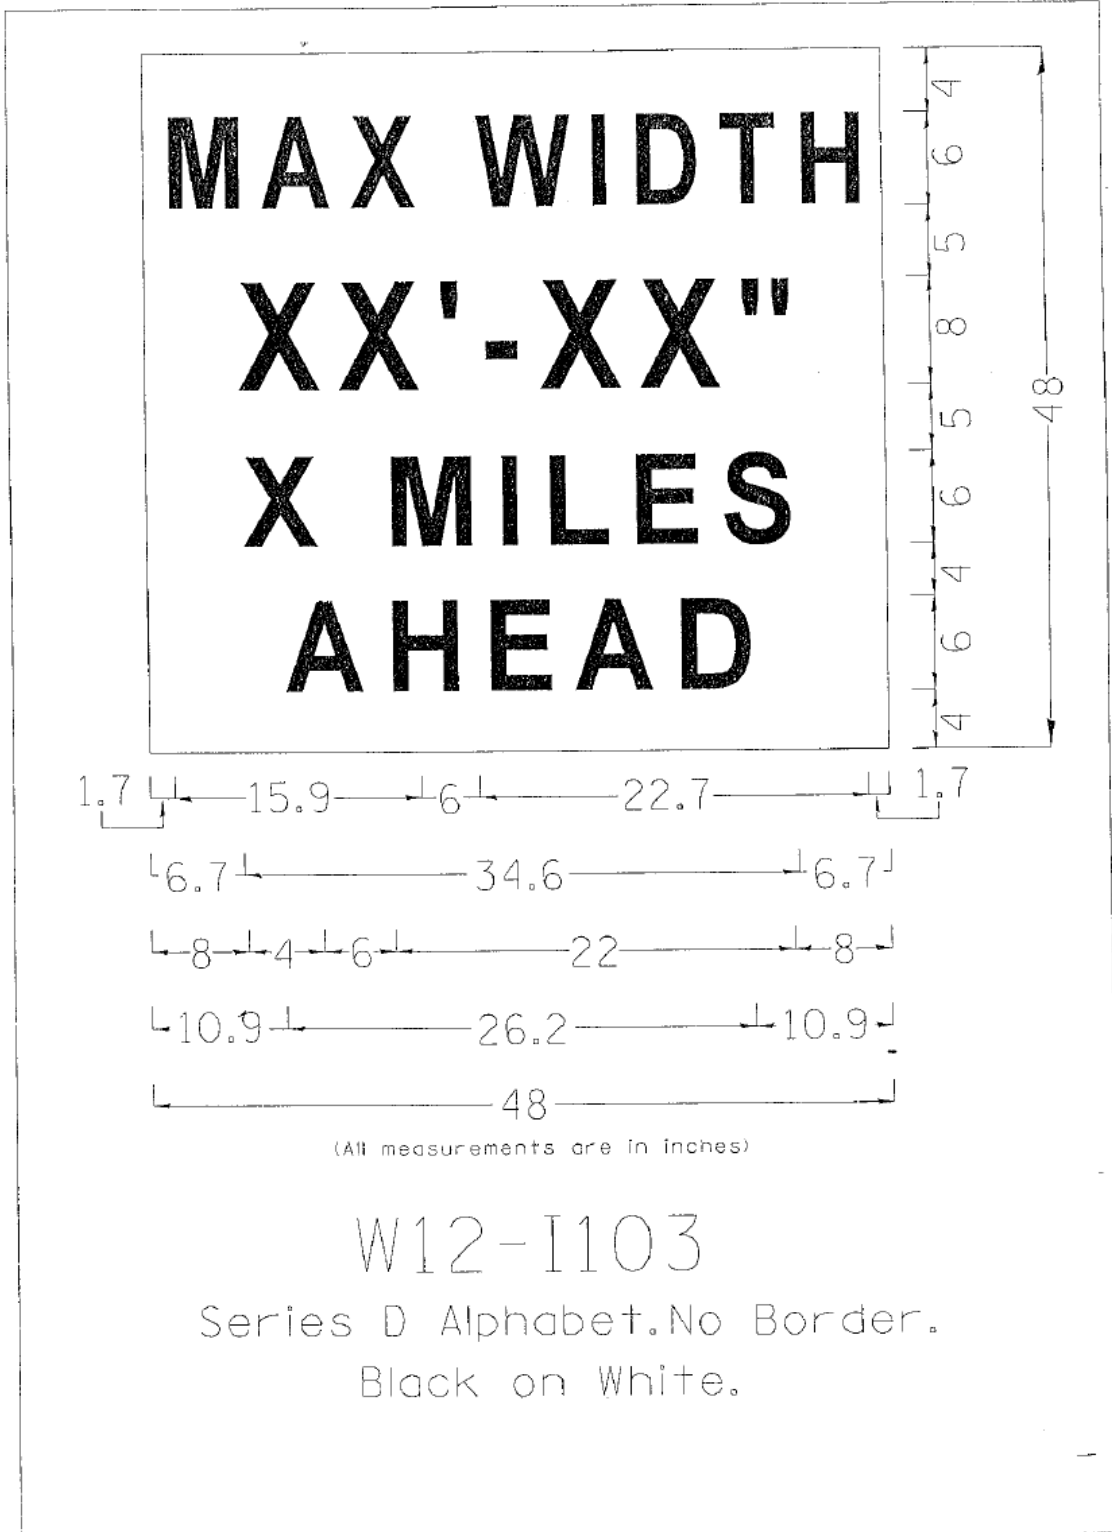 MAX WIDTH
XX'-XX"
X MILES
AHEAD
4
6
5
8
5
6
4
6
4
48
1.7 15.9 6 22.7 1.7
6.7 34.6 6.7
8 4 6 22 8
10.9 26.2 10.9
48
(All measurements are in inches)
W12-I103
Series D Alphabet.No Border.
Black on White.